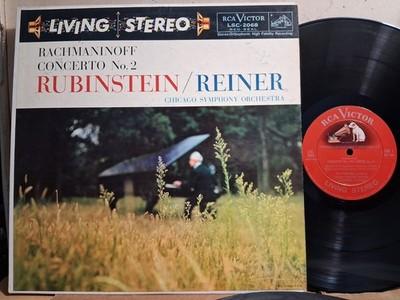 LIVING STEREO
RCA VICTOR
LSC-2068
RACHMANINOFF
CONCERTO No. 2
RUBINSTEIN/REINER
CHICAGO SYMPHONY ORCHESTRA
RCA VICTOR
LIVING STEREO